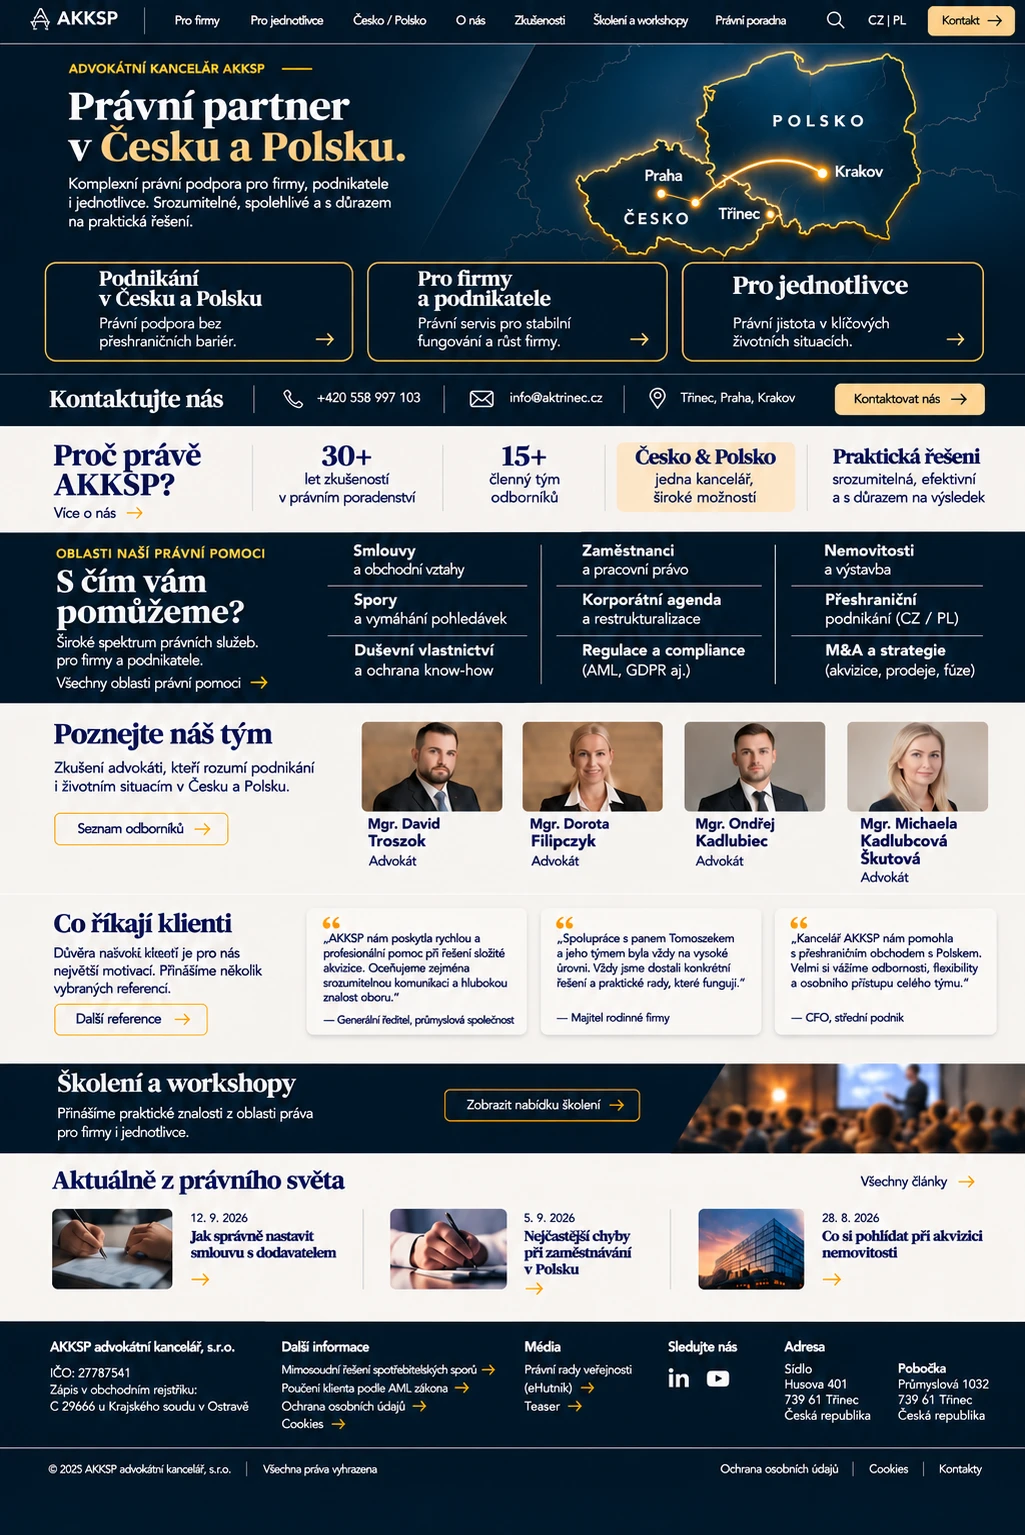 AKKSP
Pro firmy
Pro jednotlivce
Česko / Polsko
O nás
Zkušenosti
Školení a workshopy
Právní poradna
CZ | PL
Kontakt →
ADVOKÁTNÍ KANCELÁŘ AKKSP
Právní partner
v Česku a Polsku.
Komplexní právní podpora pro firmy, podnikatele
i jednotlivce. Srozumitelné, spolehlivé a s důrazem
na praktická řešení.
POLSKO
Praha
Krakov
ČESKO
Třinec
Podnikání
v Česku a Polsku
Právní podpora bez
přeshraničních bariér.
→
Pro firmy
a podnikatele
Právní servis pro stabilní
fungování a růst firmy.
→
Pro jednotlivce
Právní jistota v klíčových
životních situacích.
→
Kontaktujte nás
+420 558 997 103
info@aktrinec.cz
Třinec, Praha, Krakov
Kontaktovat nás →
Proč právě
AKKSP?
Více o nás →
30+
let zkušeností
v právním poradenství
15+
členný tým
odborníků
Česko & Polsko
jedna kancelář,
široké možností
Praktická řešeni
srozumitelná, efektivní
a s důrazem na výsledek
OBLASTI NAŠÍ PRÁVNÍ POMOCI
S čím vám
pomůžeme?
Široké spektrum právních služeb.
pro firmy a podnikatele.
Všechny oblasti právní pomoci →
Smlouvy
a obchodní vztahy
Zaměstnanci
a pracovní právo
Nemovitosti
a výstavba
Spory
a vymáhání pohledávek
Korporátní agenda
a restrukturalizace
Přeshraniční
podnikání (CZ / PL)
Duševní vlastnictví
a ochrana know-how
Regulace a compliance
(AML, GDPR aj.)
M&A a strategie
(akvizice, prodeje, fúze)
Poznejte náš tým
Zkušení advokáti, kteří rozumí podnikání
i životním situacím v Česku a Polsku.
Seznam odborníků →
Mgr. David
Troszok
Advokát
Mgr. Dorota
Filipczyk
Advokát
Mgr. Ondřej
Kadlubiec
Advokát
Mgr. Michaela
Kadlubcová
Škutová
Advokát
Co říkají klienti
Důvěra je pro nás
největší motivací. Přinášíme několik
vybraných referencí.
Další reference →
„AKKSP nám poskytla rychlou a
profesionální pomoc při řešení složité
akvizice. Oceňujeme zejména
srozumitelnou komunikaci a hlubokou
znalost oboru.“
— Generální ředitel, průmyslová společnost
„Spolupráce s panem Tomoszekem
a jeho týmem byla vždy na vysoké
úrovni. Vždy jsme dostali konkrétní
řešení a praktické rady, které fungují.“
— Majitel rodinné firmy
„Kancelář AKKSP nám pomohla
s přeshraničním obchodem s Polskem.
Velmi si vážíme odbornosti, flexibility
a osobního přístupu celého týmu.“
— CFO, střední podnik
Školení a workshopy
Přinášíme praktické znalosti z oblasti práva
pro firmy i jednotlivce.
Zobrazit nabídku školení →
Aktuálně z právního světa
Všechny články →
12. 9. 2026
Jak správně nastavit
smlouvu s dodavatelem
→
5. 9. 2026
Nejčastější chyby
při zaměstnávání
v Polsku
→
28. 8. 2026
Co si pohlídat při akvizici
nemovitosti
→
AKKSP advokátní kancelář, s.r.o.
IČO: 27787541
Zápis v obchodním rejstříku:
C 29666 u Krajského soudu v Ostravě
Další informace
Mimosoudní řešení spotřebitelských sporů →
Poučení klienta podle AML zákona →
Ochrana osobních údajů →
Cookies →
Média
Právní rady veřejnosti
(eHutník) →
Teaser →
Sledujte nás
in
Adresa
Sídlo
Husova 401
739 61 Třinec
Česká republika
Pobočka
Průmyslová 1032
739 61 Třinec
Česká republika
© 2025 AKKSP advokátní kancelář, s.r.o.
Všechna práva vyhrazena
Ochrana osobních údajů
Cookies
Kontakty